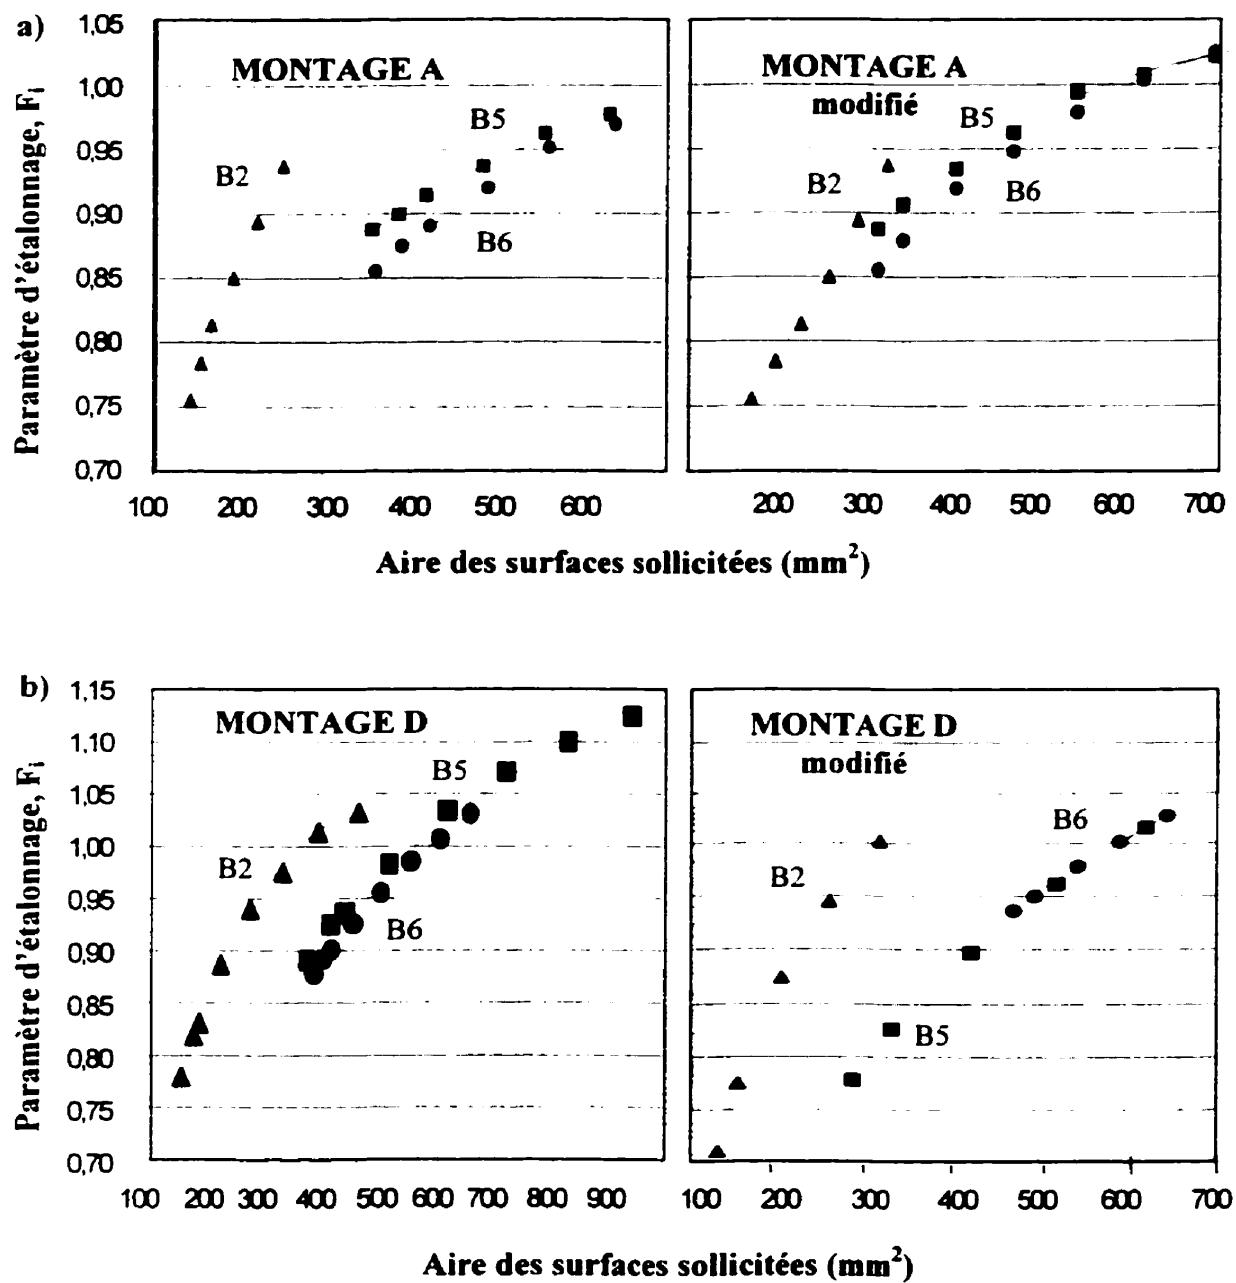 a)
1,05
1,00
0,95
0,90
0,85
0,80
0,75
0,70
Paramètre d'étalonnage, Fi
MONTAGE A
B5
B2
B6
100 200 300 400 500 600
MONTAGE A
modifié
B5
B2
B6
200 300 400 500 600 700
Aire des surfaces sollicitées (mm²)
b)
1,15
1,10
1,05
1,00
0,95
0,90
0,85
0,80
0,75
0,70
Paramètre d'étalonnage, Fi
MONTAGE D
B5
B2
B6
100 200 300 400 500 600 700 800 900
MONTAGE D
modifié
B6
B2
B5
100 200 300 400 500 600 700
Aire des surfaces sollicitées (mm²)